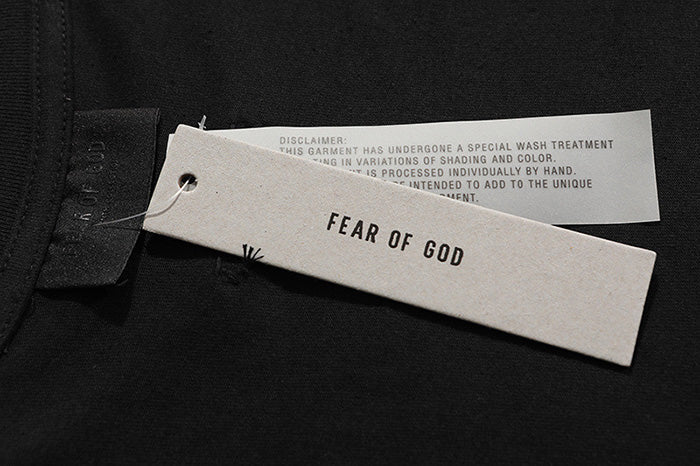 DISCLAIMER:
THIS GARMENT HAS UNDERGONE A SPECIAL WASH TREATMENT
IN VARIATIONS OF SHADING AND COLOR.
IS PROCESSED INDIVIDUALLY BY HAND.
INTENDED TO ADD TO THE UNIQUE
FEAR OF GOD
FEAR OF GOD